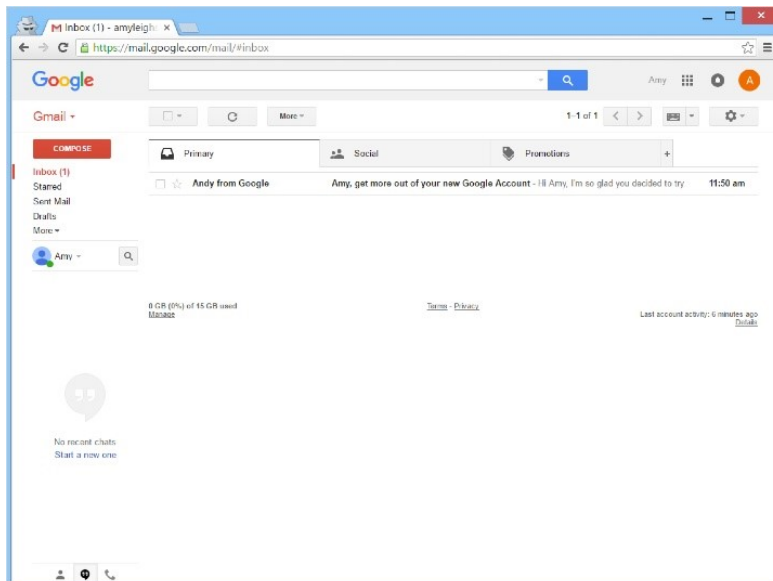 Inbox (1) - amyleigh
https://mail.google.com/mail/#inbox
Google
Amy
A
Gmail
More
1–1 of 1
COMPOSE
Primary
Social
Promotions
+
Inbox (1)
Starred
Sent Mail
Drafts
More
Andy from Google
Amy, get more out of your new Google Account - Hi Amy, I'm so glad you decided to try
11:50 am
Amy
0 GB (0%) of 15 GB used
Manage
Terms - Privacy
Last account activity: 6 minutes ago
Details
No recent chats
Start a new one